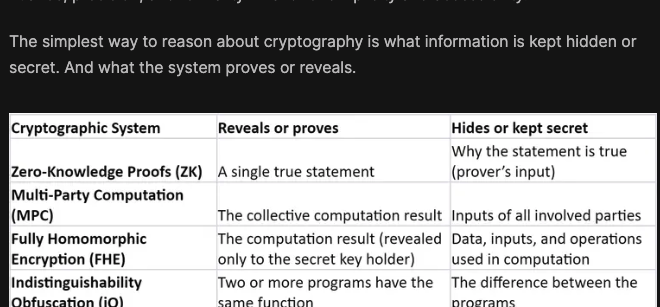 The simplest way to reason about cryptography is what information is kept hidden or
secret. And what the system proves or reveals.
Cryptographic System Reveals or proves Hides or kept secret
Why the statement is true
Zero-Knowledge Proofs (ZK) A single true statement (prover's input)
Multi-Party Computation
(MPC) The collective computation result Inputs of all involved parties
Fully Homomorphic The computation result (revealed Data, inputs, and operations
Encryption (FHE) only to the secret key holder) used in computation
Indistinguishability Two or more programs have the The difference between the
Obfuscation (iO) same function programs